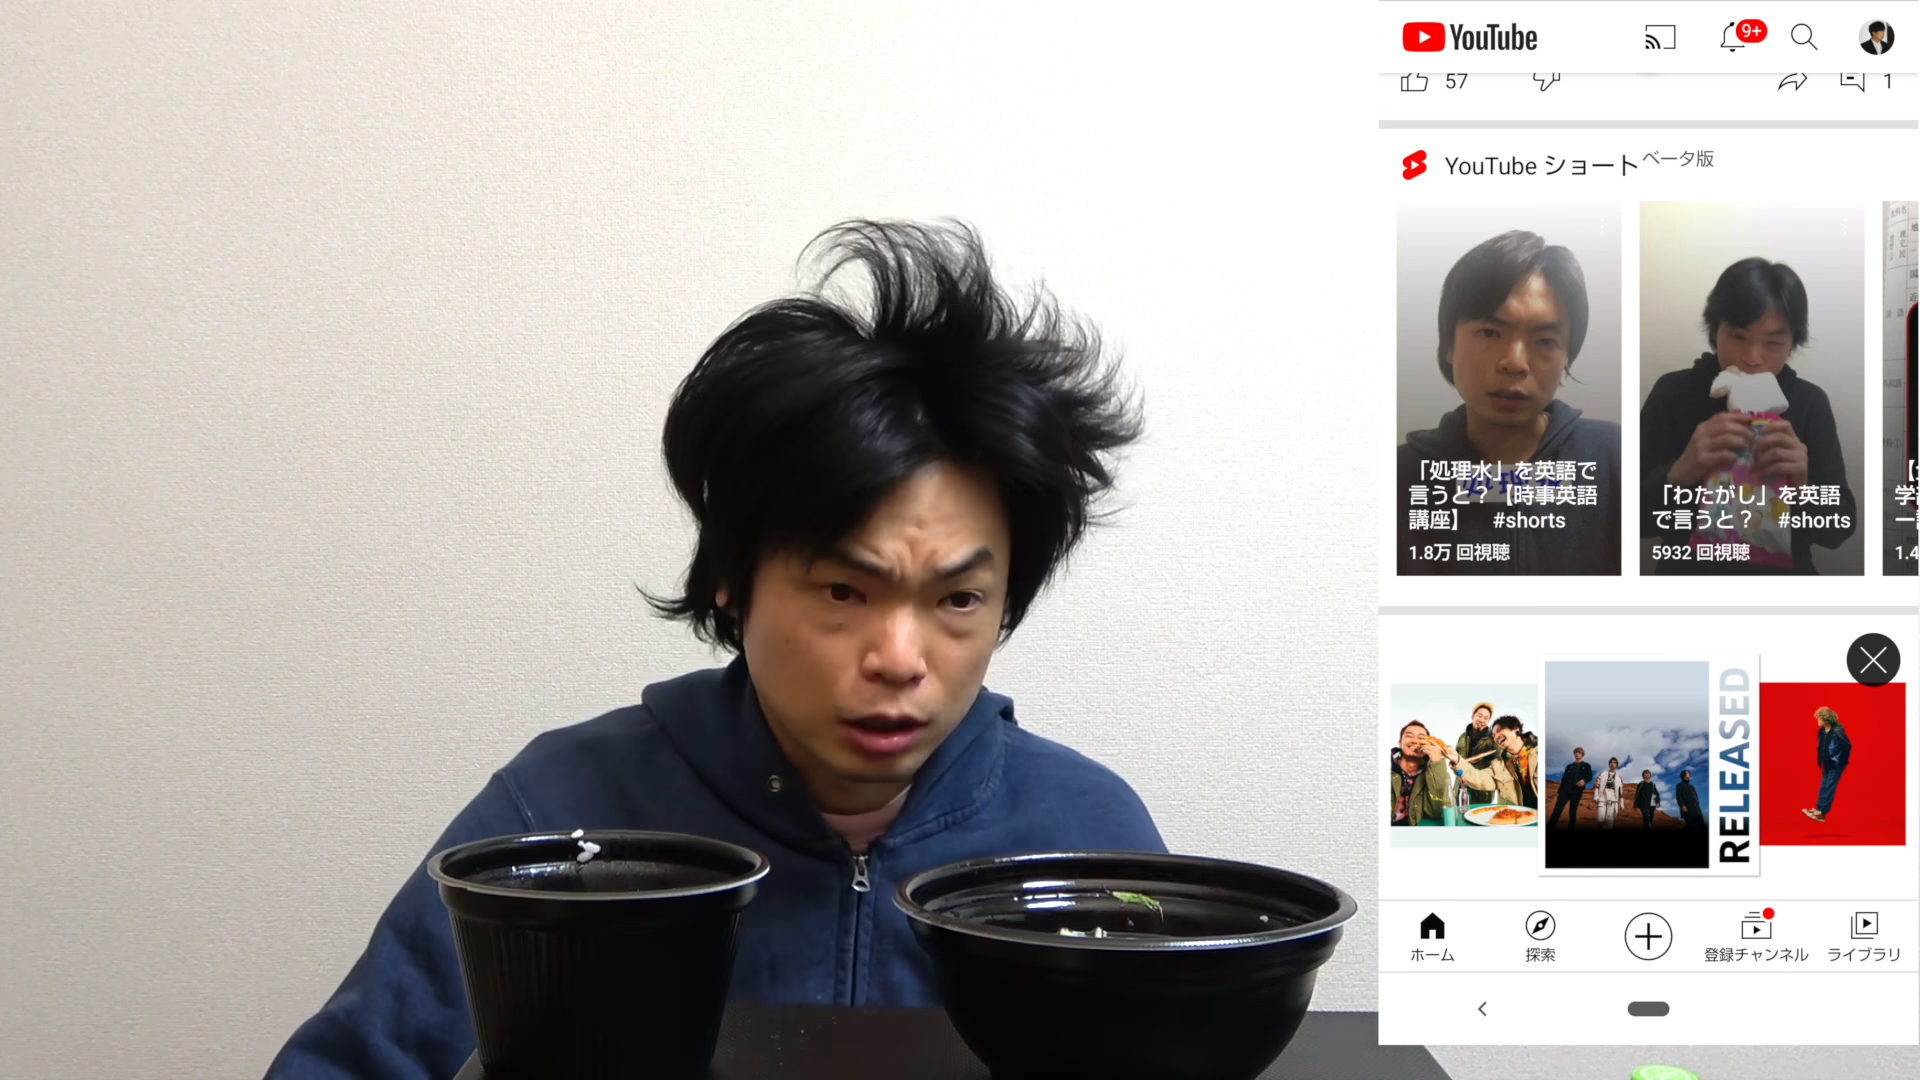 YouTube
9+
57
1
YouTube ショート ベータ版
「処理水」を英語で
言うと？【時事英語
講座】 #shorts
1.8万 回視聴
「わたがし」を英語
で言うと？ #shorts
5932 回視聴
1.4
RELEASED
ホーム
探索
登録チャンネル
ライブラリ